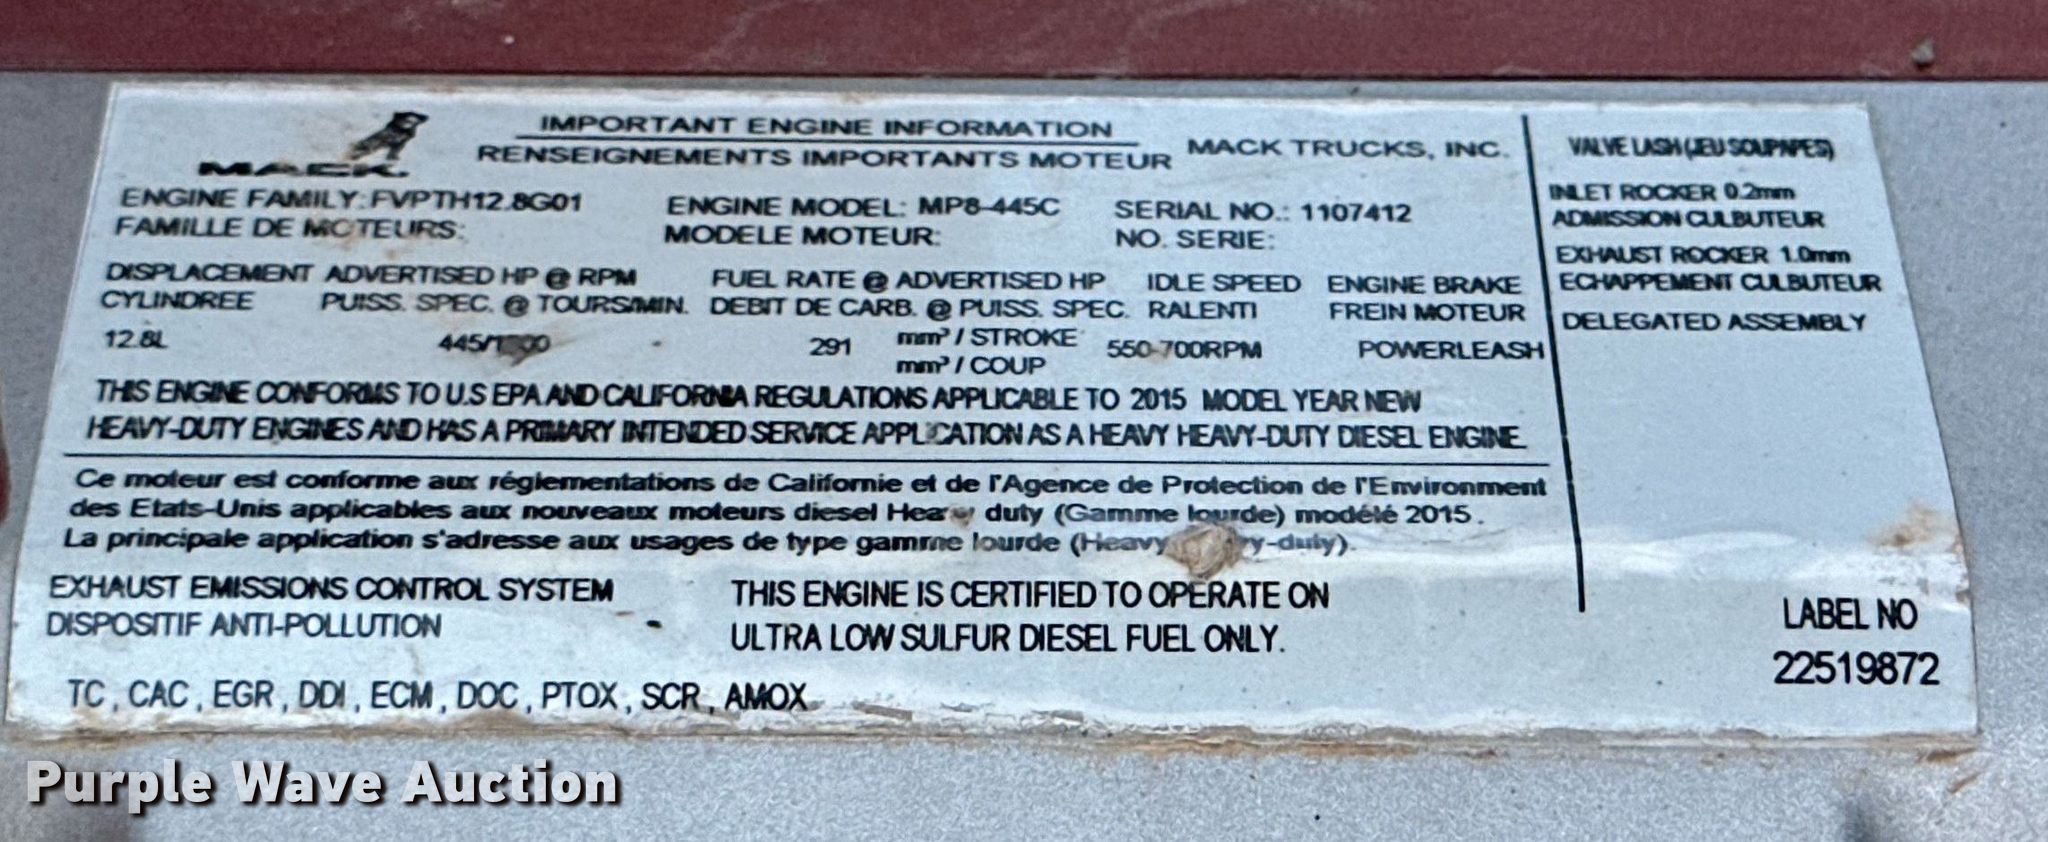 MACK.
IMPORTANT ENGINE INFORMATION
RENSEIGNEMENTS IMPORTANTS MOTEUR
MACK TRUCKS, INC.
ENGINE FAMILY: FVPTH12.8G01
FAMILLE DE MOTEURS:
ENGINE MODEL: MP8-445C
MODELE MOTEUR:
SERIAL NO.: 1107412
NO. SERIE:
DISPLACEMENT ADVERTISED HP @ RPM FUEL RATE @ ADVERTISED HP IDLE SPEED ENGINE BRAKE
CYLINDREE PUISS. SPEC. @ TOURS/MIN. DEBIT DE CARB. @ PUISS. SPEC. RALENTI FREIN MOTEUR
12.8L 291 mm³ / STROKE 550-700RPM POWERLEASH
mm³ / COUP
THIS ENGINE CONFORMS TO U.S EPA AND CALIFORNIA REGULATIONS APPLICABLE TO 2015 MODEL YEAR NEW
HEAVY-DUTY ENGINES AND HAS A PRIMARY INTENDED SERVICE APPLICATION AS A HEAVY HEAVY-DUTY DIESEL ENGINE.
Ce moteur est conforme aux réglementations de Californie et de l'Agence de Protection de l'Environment
des Etats-Unis applicables aux nouveaux moteurs diesel Heavy duty (Gamme lourde) modélé 2015.
La principale application s'adresse aux usages de type gamme lourde (Heavy
EXHAUST EMISSIONS CONTROL SYSTEM
DISPOSITIF ANTI-POLLUTION
THIS ENGINE IS CERTIFIED TO OPERATE ON
ULTRA LOW SULFUR DIESEL FUEL ONLY.
TC, CAC, EGR, DDI, ECM, DOC, PTOX, SCR, AMOX
VALVE LASH (JEU SOUPAPES)
INLET ROCKER 0.2mm
ADMISSION CULBUTEUR
EXHAUST ROCKER 1.0mm
ECHAPPEMENT CULBUTEUR
DELEGATED ASSEMBLY
LABEL NO
22519872
Purple Wave Auction